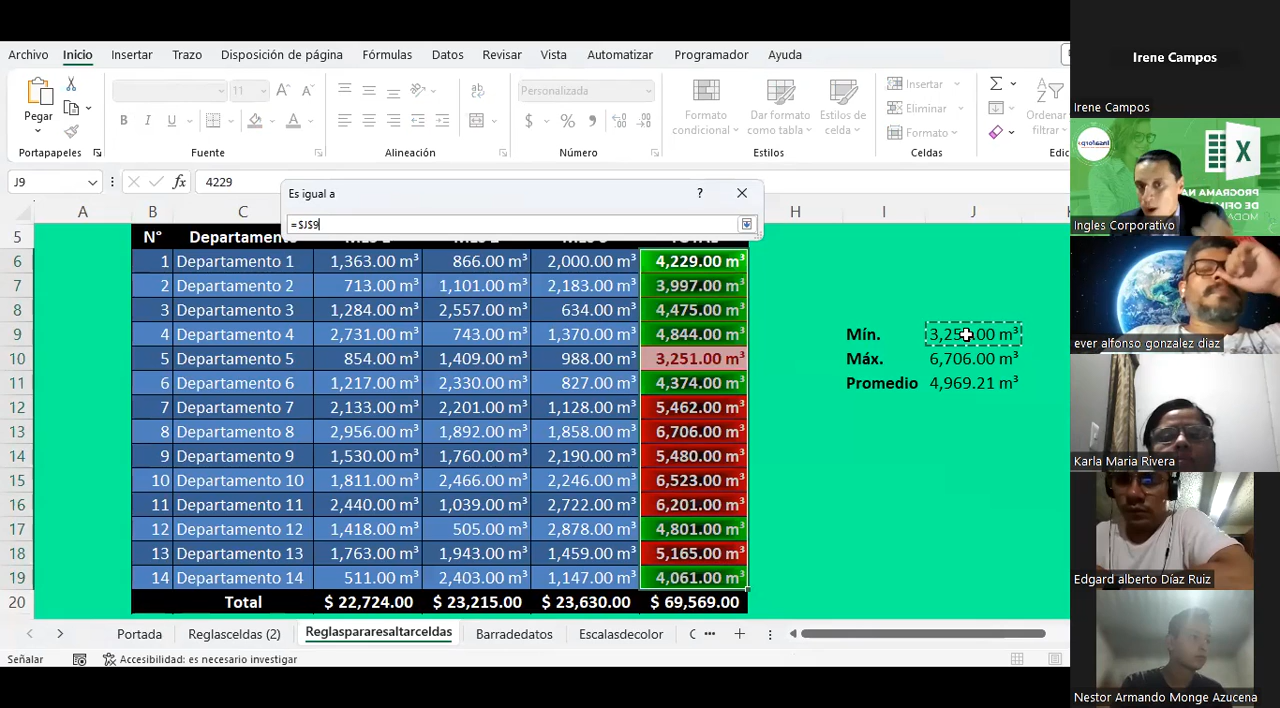 Archivo Inicio Insertar Trazo Disposición de página Fórmulas Datos Revisar Vista Automatizar Programador Ayuda
Pegar
11
Personalizada
Formato condicional
Dar formato como tabla
Estilos de celda
Insertar
Eliminar
Formato
Ordenar
filtrar
Portapapeles Fuente Alineación Número Estilos Celdas
J9 fx 4229
Es igual a
=$J$9
A B C H I J
5 N° Departamento TOTAL
6 1 Departamento 1 1,363.00 m³ 866.00 m³ 2,000.00 m³ 4,229.00 m³
7 2 Departamento 2 713.00 m³ 1,101.00 m³ 2,183.00 m³ 3,997.00 m³
8 3 Departamento 3 1,284.00 m³ 2,557.00 m³ 634.00 m³ 4,475.00 m³
9 4 Departamento 4 2,731.00 m³ 743.00 m³ 1,370.00 m³ 4,844.00 m³ Mín.
10 5 Departamento 5 854.00 m³ 1,409.00 m³ 988.00 m³ 3,251.00 m³ Máx. 6,706.00 m³
11 6 Departamento 6 1,217.00 m³ 2,330.00 m³ 827.00 m³ 4,374.00 m³ Promedio 4,969.21 m³
12 7 Departamento 7 2,133.00 m³ 2,201.00 m³ 1,128.00 m³ 5,462.00 m³
13 8 Departamento 8 2,956.00 m³ 1,892.00 m³ 1,858.00 m³ 6,706.00 m³
14 9 Departamento 9 1,530.00 m³ 1,760.00 m³ 2,190.00 m³ 5,480.00 m³
15 10 Departamento 10 1,811.00 m³ 2,466.00 m³ 2,246.00 m³ 6,523.00 m³
16 11 Departamento 11 2,440.00 m³ 1,039.00 m³ 2,722.00 m³ 6,201.00 m³
17 12 Departamento 12 1,418.00 m³ 505.00 m³ 2,878.00 m³ 4,801.00 m³
18 13 Departamento 13 1,763.00 m³ 1,943.00 m³ 1,459.00 m³ 5,165.00 m³
19 14 Departamento 14 511.00 m³ 2,403.00 m³ 1,147.00 m³ 4,061.00 m³
20 Total $ 22,724.00 $ 23,215.00 $ 23,630.00 $ 69,569.00
Portada Reglasceldas (2) Reglaspararesaltarceldas Barradedatos Escalasdecolor
Señalar Accesibilidad: es necesario investigar
Irene Campos
Irene Campos
PROGRAMA
Ingles Corporativo
ever alfonso gonzalez diaz
Karla Maria Rivera
Edgard alberto Díaz Ruiz
Nestor Armando Monge Azucena